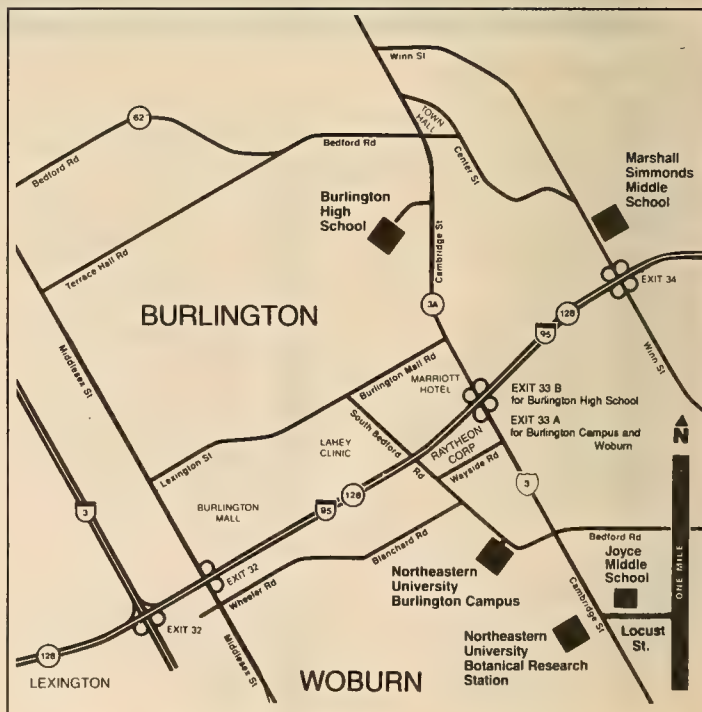 Winn St
TOWN
HALL
62
Bedford Rd
Bedford Rd
Center St
Marshall
Simmonds
Middle
School
Burlington
High
School
Cambridge St
Terrace Hall Rd
EXIT 34
3A
128
BURLINGTON
95
Middlesex St
Winn St
Burlington Mall Rd
MARRIOTT
HOTEL
EXIT 33 B
for Burlington High School
EXIT 33 A
for Burlington Campus and
Woburn
South Bedford
Rd
LAHEY
CLINIC
RAYTHEON
CORP
Wayside Rd
N
Lexington St
128
95
3
BURLINGTON
MALL
3
Bedford Rd
Blanchard Rd
Joyce
Middle
School
ONE MILE
EXIT 32
Wheeler Rd
Northeastern
University
Burlington Campus
Cambridge St
EXIT 32
Locust
St.
Middlesex St
Northeastern
University
Botanical Research
Station
128
LEXINGTON
WOBURN